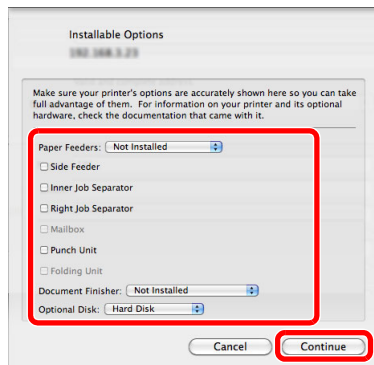 Installable Options
192.168.3.23
Make sure your printer's options are accurately shown here so you can take
full advantage of them. For information on your printer and its optional
hardware, check the documentation that came with it.
Paper Feeders: Not Installed
Side Feeder
Inner Job Separator
Right Job Separator
Mailbox
Punch Unit
Folding Unit
Document Finisher: Not Installed
Optional Disk: Hard Disk
Cancel Continue